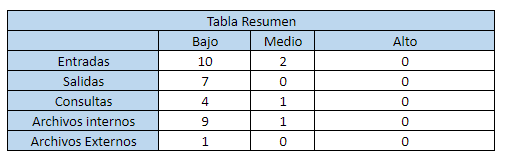 Tabla Resumen
Bajo Medio Alto
Entradas 10 2 0
Salidas 7 0 0
Consultas 4 1 0
Archivos internos 9 1 0
Archivos Externos 1 0 0